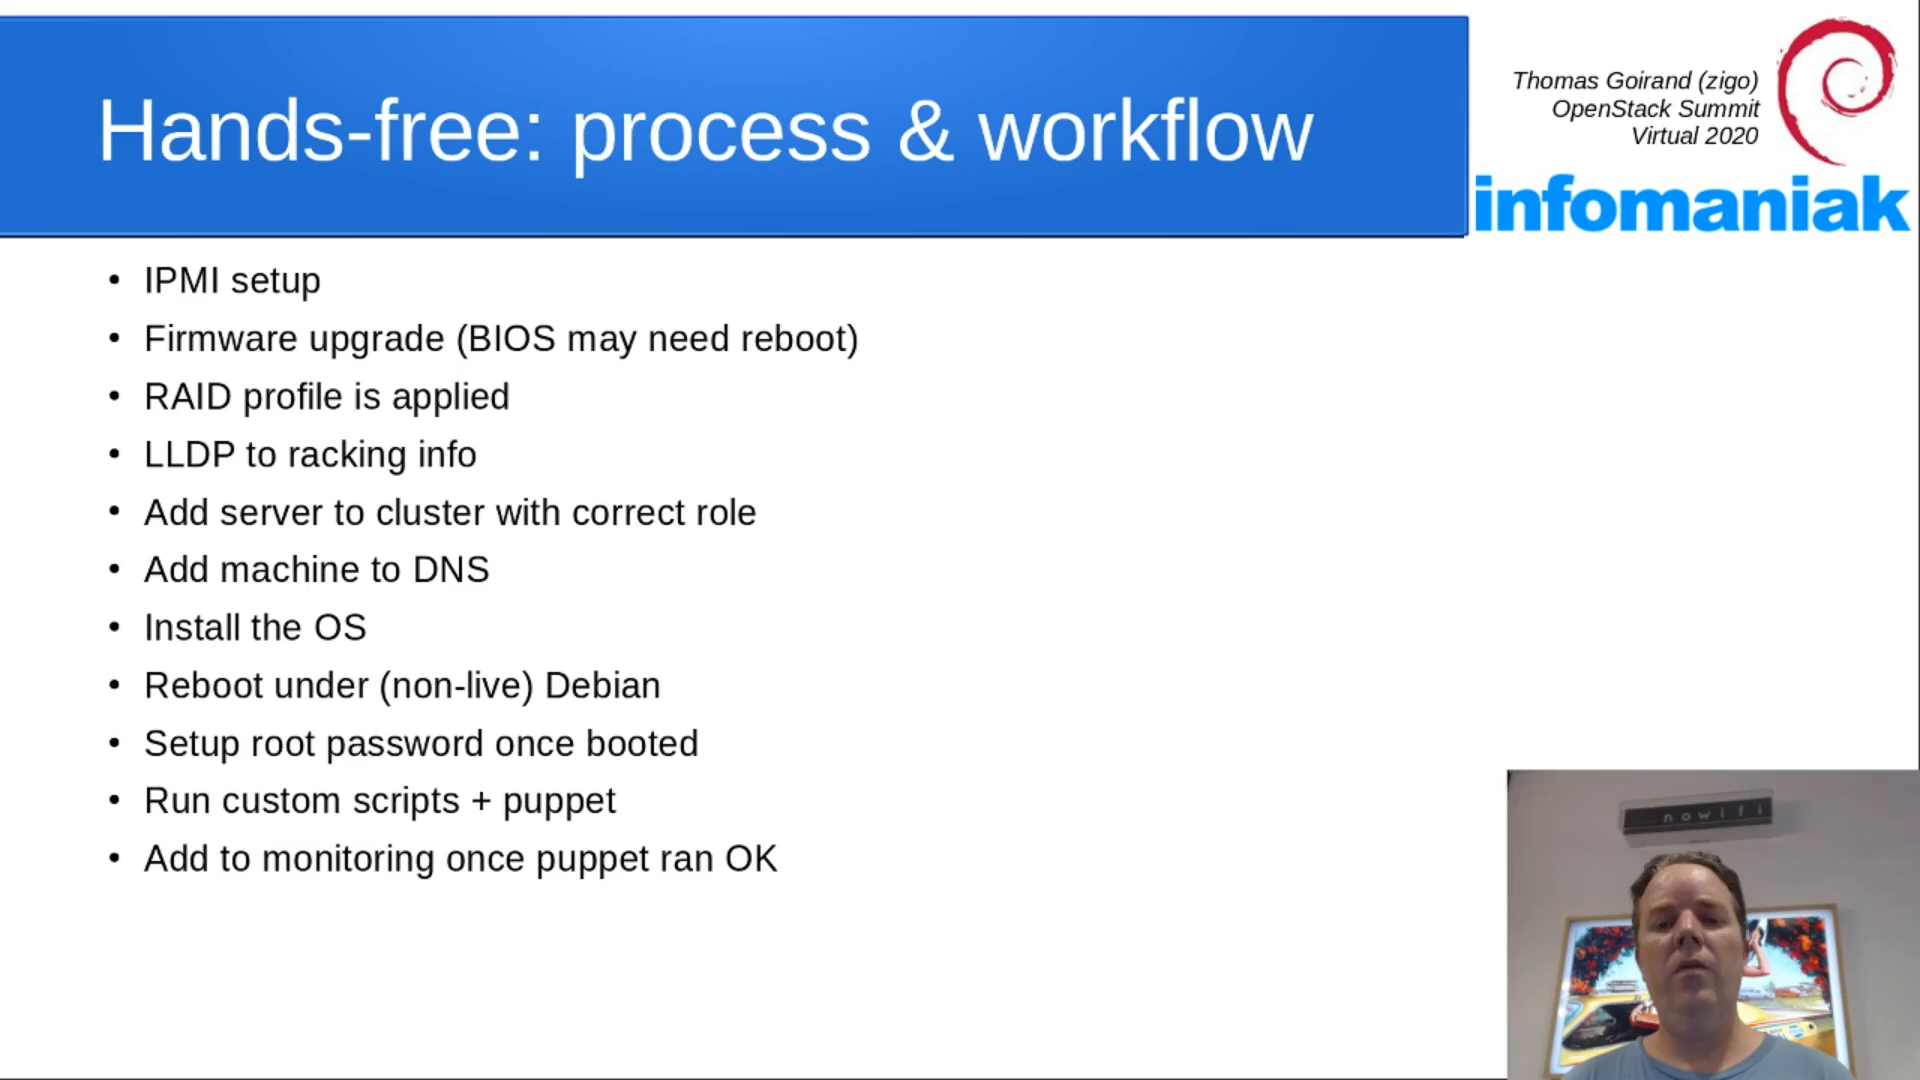 Hands-free: process & workflow
Thomas Goirand (zigo)
OpenStack Summit
Virtual 2020
infomaniak
• IPMI setup
• Firmware upgrade (BIOS may need reboot)
• RAID profile is applied
• LLDP to racking info
• Add server to cluster with correct role
• Add machine to DNS
• Install the OS
• Reboot under (non-live) Debian
• Setup root password once booted
• Run custom scripts + puppet
• Add to monitoring once puppet ran OK
nowifi